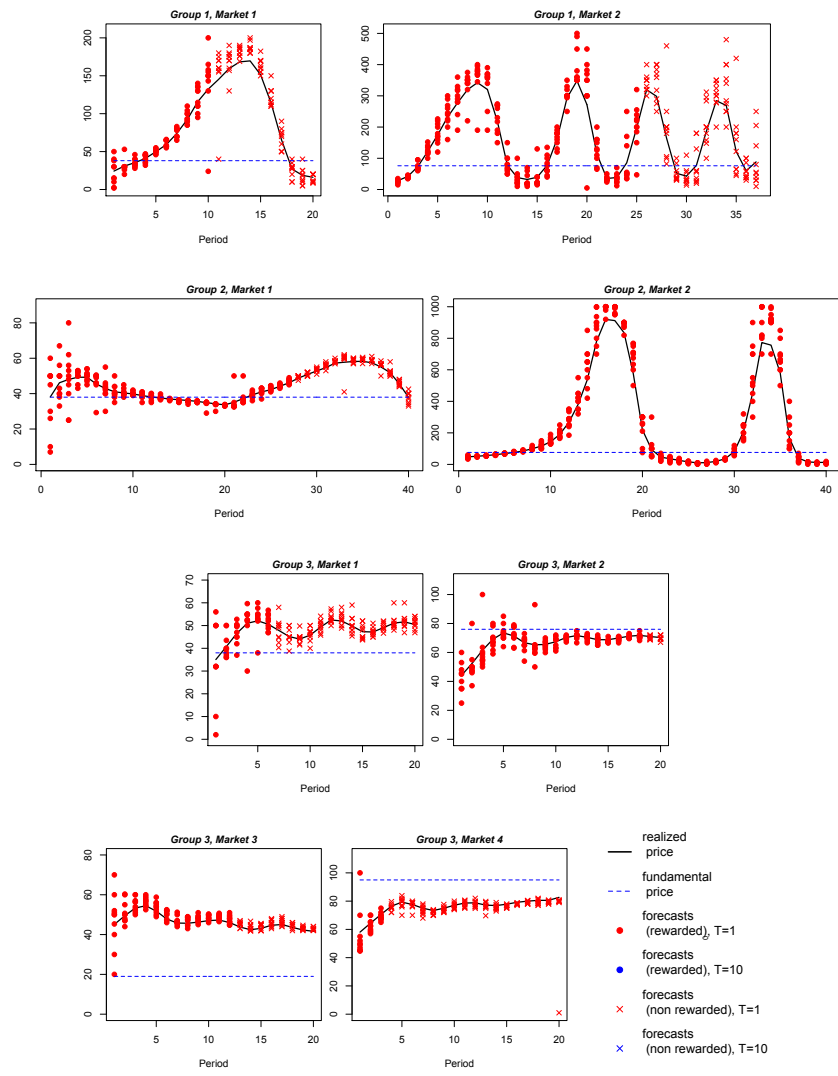 Group 1, Market 1
0 50 100 150 200
5 10 15 20
Period
Group 1, Market 2
0 100 200 300 400 500
0 5 10 15 20 25 30 35
Period
Group 2, Market 1
0 20 40 60 80
0 10 20 30 40
Period
Group 2, Market 2
0 200 400 600 800 1000
0 10 20 30 40
Period
Group 3, Market 1
0 10 20 30 40 50 60 70
5 10 15 20
Period
Group 3, Market 2
0 20 40 60 80 100
0 5 10 15 20
Period
Group 3, Market 3
0 20 40 60 80
0 5 10 15 20
Period
Group 3, Market 4
0 20 40 60 80 100
0 5 10 15 20
Period
realized
price
fundamental
price
forecasts
(rewarded), T=1
forecasts
(rewarded), T=10
forecasts
(non rewarded), T=1
forecasts
(non rewarded), T=10